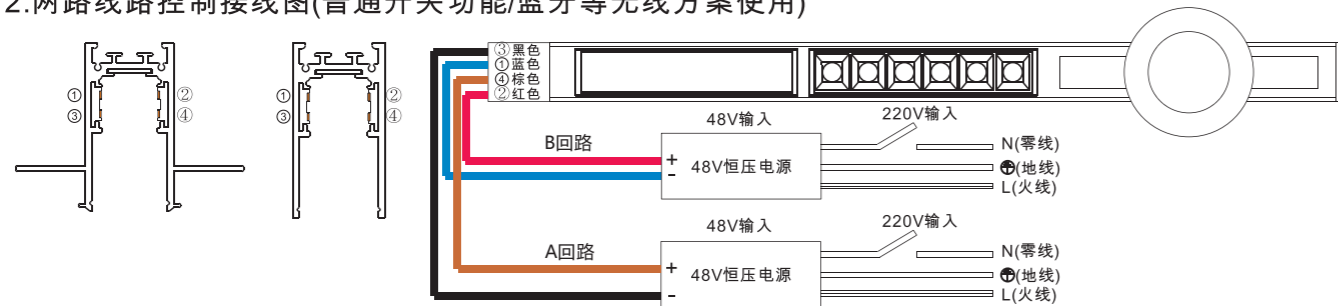 2.两路线路控制接线图(普通开关功能/蓝牙等无线方案使用)
③黑色
①蓝色
④棕色
②红色
① ②
③ ④
① ②
③ ④
48V输入 220V输入
B回路
+ 48V恒压电源
-
N(零线)
(地线)
L(火线)
48V输入 220V输入
A回路
+ 48V恒压电源
-
N(零线)
(地线)
L(火线)